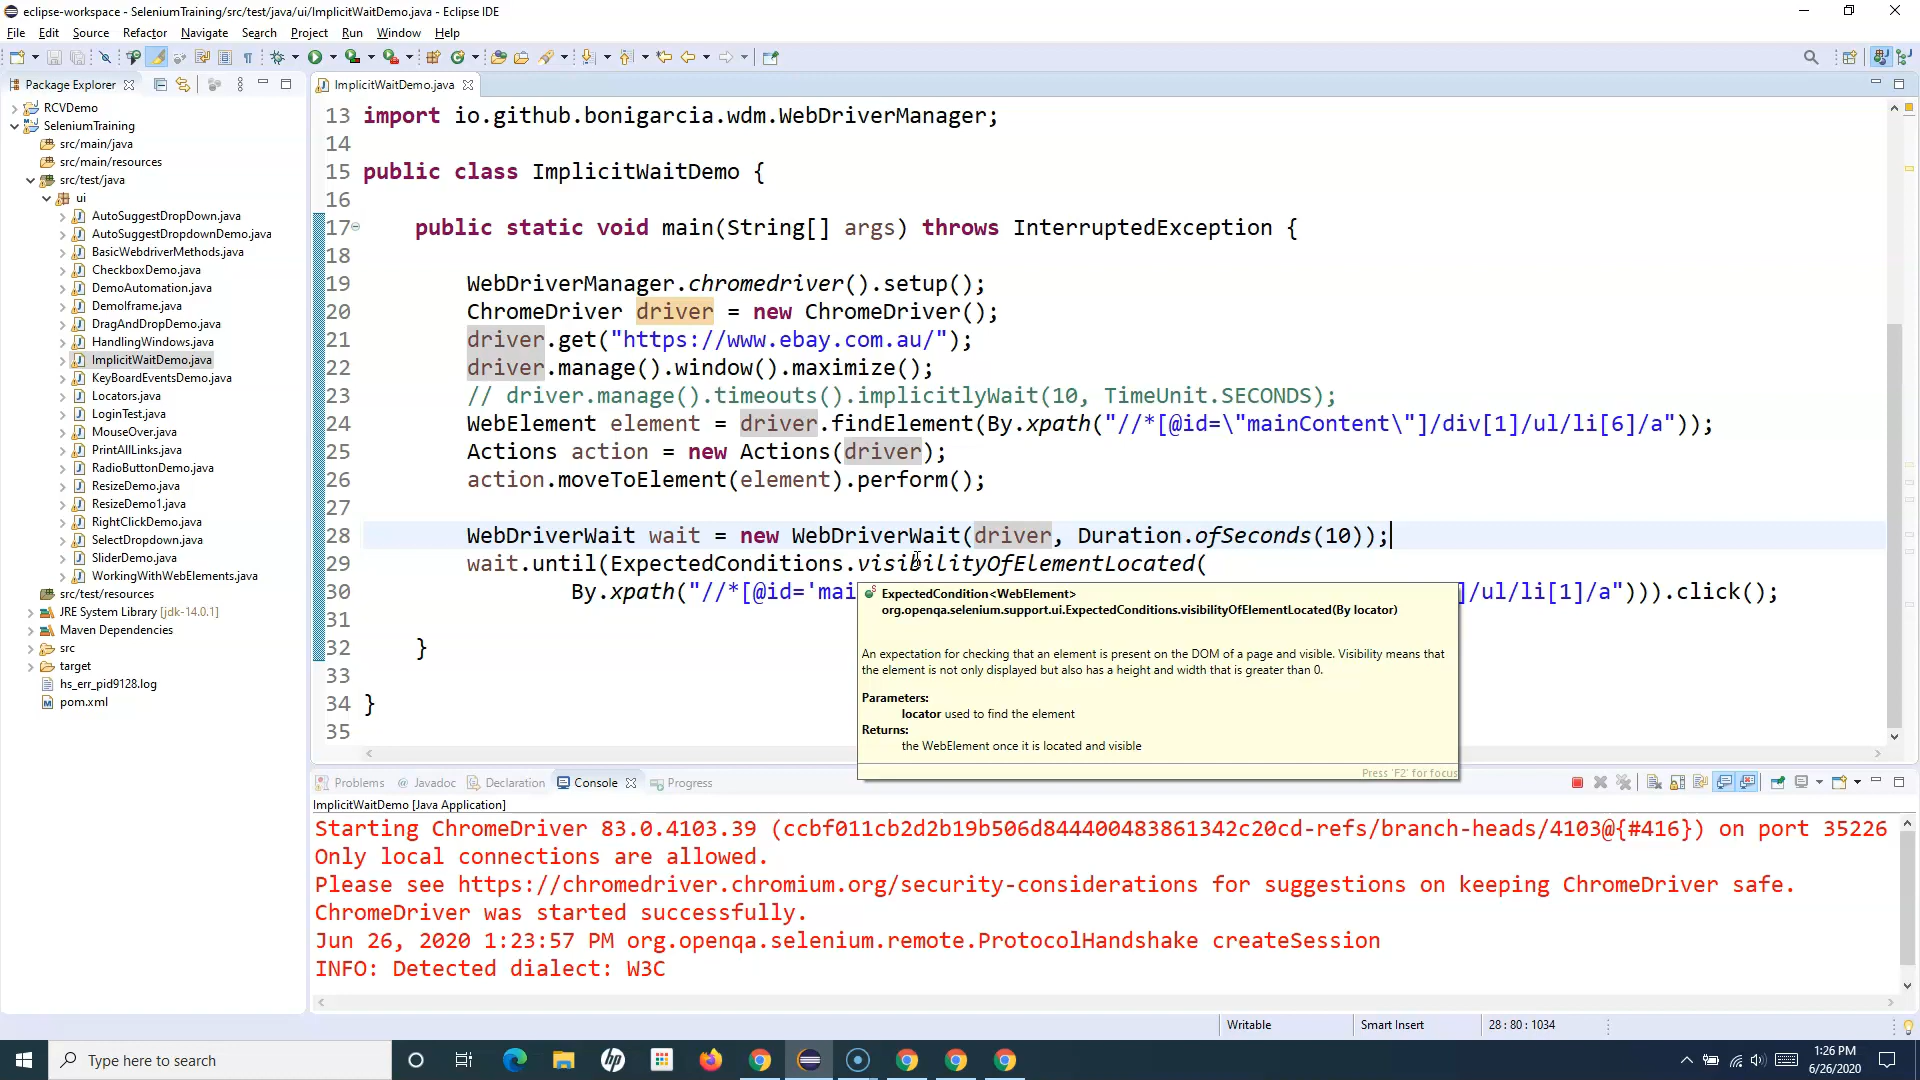 eclipse-workspace - SeleniumTraining/src/test/java/ui/ImplicitWaitDemo.java - Eclipse IDE
File Edit Source Refactor Navigate Search Project Run Window Help
Package Explorer
RCVDemo
SeleniumTraining
src/main/java
src/main/resources
src/test/java
ui
AutoSuggestDropDown.java
AutoSuggestDropdownDemo.java
BasicWebdriverMethods.java
CheckboxDemo.java
DemoAutomation.java
DemoIframe.java
DragAndDropDemo.java
HandlingWindows.java
ImplicitWaitDemo.java
KeyBoardEventsDemo.java
Locators.java
LoginTest.java
MouseOver.java
PrintAllLinks.java
RadioButtonDemo.java
ResizeDemo.java
ResizeDemo1.java
RightClickDemo.java
SelectDropdown.java
SliderDemo.java
WorkingWithWebElements.java
src/test/resources
JRE System Library [jdk-14.0.1]
Maven Dependencies
src
target
hs_err_pid9128.log
pom.xml
ImplicitWaitDemo.java
13 import io.github.bonigarcia.wdm.WebDriverManager;
14
15 public class ImplicitWaitDemo {
16
17 public static void main(String[] args) throws InterruptedException {
18
19 WebDriverManager.chromedriver().setup();
20 ChromeDriver driver = new ChromeDriver();
21 driver.get("https://www.ebay.com.au/");
22 driver.manage().window().maximize();
23 // driver.manage().timeouts().implicitlyWait(10, TimeUnit.SECONDS);
24 WebElement element = driver.findElement(By.xpath("//*[@id=\"mainContent\"]/div[1]/ul/li[6]/a"));
25 Actions action = new Actions(driver);
26 action.moveToElement(element).perform();
27
28 WebDriverWait wait = new WebDriverWait(driver, Duration.ofSeconds(10));
29 wait.until(ExpectedConditions.visibilityOfElementLocated(
30 By.xpath("//*[@id='mai ]/ul/li[1]/a"))).click();
31
32 }
33
34 }
35
ExpectedCondition<WebElement>
org.openqa.selenium.support.ui.ExpectedConditions.visibilityOfElementLocated(By locator)
An expectation for checking that an element is present on the DOM of a page and visible. Visibility means that
the element is not only displayed but also has a height and width that is greater than 0.
Parameters:
locator used to find the element
Returns:
the WebElement once it is located and visible
Press 'F2' for focus
Problems Javadoc Declaration Console Progress
ImplicitWaitDemo [Java Application]
Starting ChromeDriver 83.0.4103.39 (ccbf011cb2d2b19b506d844400483861342c20cd-refs/branch-heads/4103@{#416}) on port 35226
Only local connections are allowed.
Please see https://chromedriver.chromium.org/security-considerations for suggestions on keeping ChromeDriver safe.
ChromeDriver was started successfully.
Jun 26, 2020 1:23:57 PM org.openqa.selenium.remote.ProtocolHandshake createSession
INFO: Detected dialect: W3C
Writable Smart Insert 28 : 80 : 1034
Type here to search
1:26 PM
6/26/2020